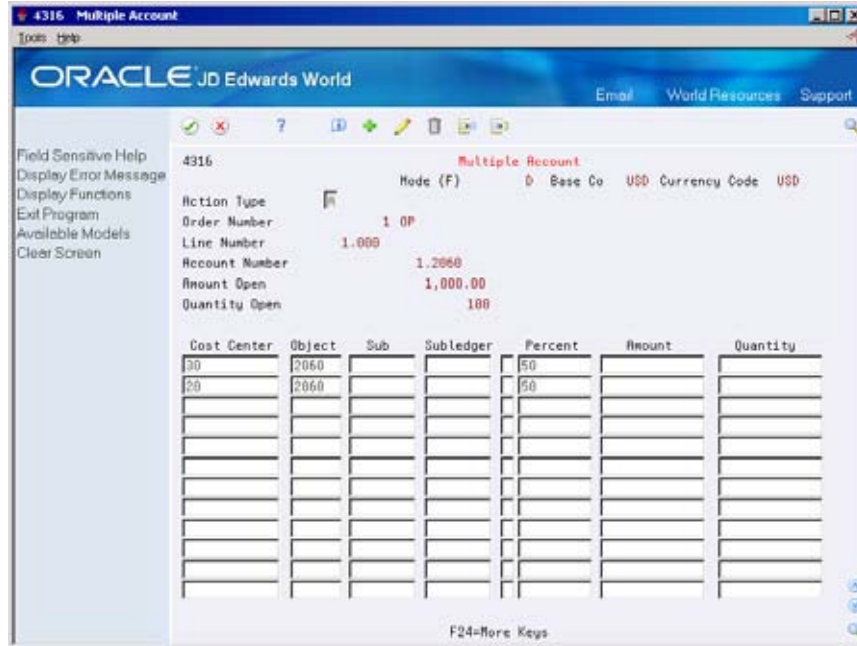 4316 Multiple Account
Tools Help
ORACLE JD Edwards World
Email World Resources Support
Field Sensitive Help
Display Error Message
Display Functions
Exit Program
Available Models
Clear Screen
4316 Multiple Account
Mode (F) D Base Co USD Currency Code USD
Action Type
Order Number 1 OP
Line Number 1.000
Account Number 1.2060
Amount Open 1,000.00
Quantity Open 100
Cost Center Object Sub Subledger Percent Amount Quantity
30 2060 50
20 2060 50
F24=More Keys